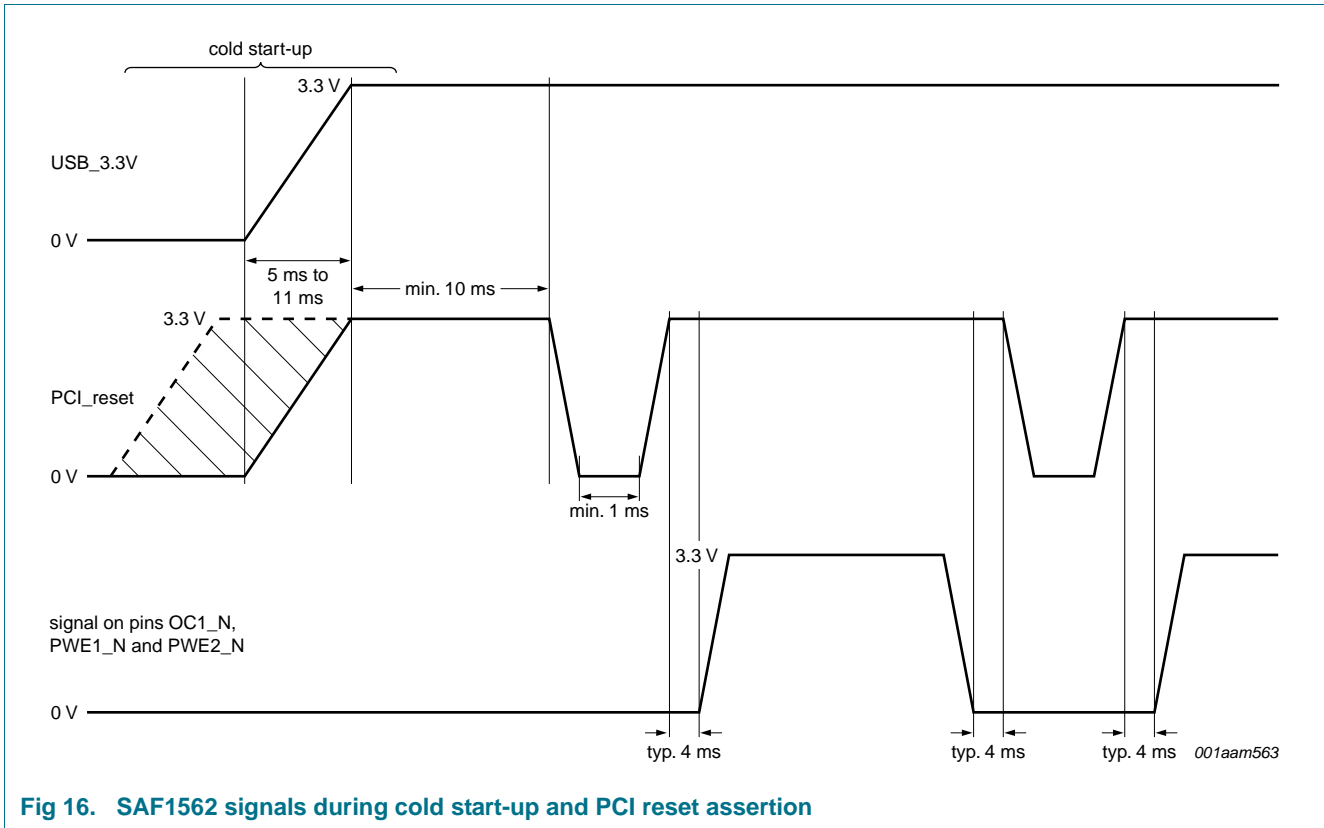 cold start-up
3.3 V
USB_3.3V
0 V
5 ms to
11 ms
min. 10 ms
3.3 V
PCI_reset
0 V
min. 1 ms
3.3 V
signal on pins OC1_N,
PWE1_N and PWE2_N
0 V
typ. 4 ms
typ. 4 ms
typ. 4 ms
001aam563
Fig 16. SAF1562 signals during cold start-up and PCI reset assertion